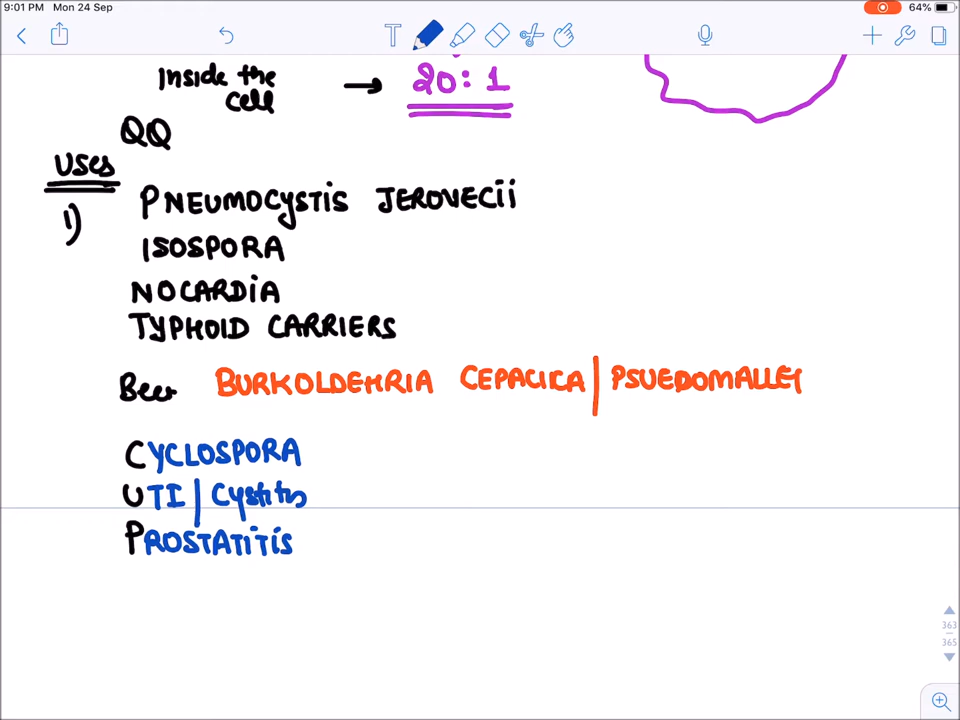 9:01 PM Mon 24 Sep 64%
Inside the cell → 20:1
QQ
Uses
1) PNEUMOCYSTIS JEROVECII
ISOSPORA
NOCARDIA
TYPHOID CARRIERS
Beer BURKOLDEHRIA CEPACICA | PSUEDOMALLEI
CYCLOSPORA
UTI | Cystitis
PROSTATITIS
363
365